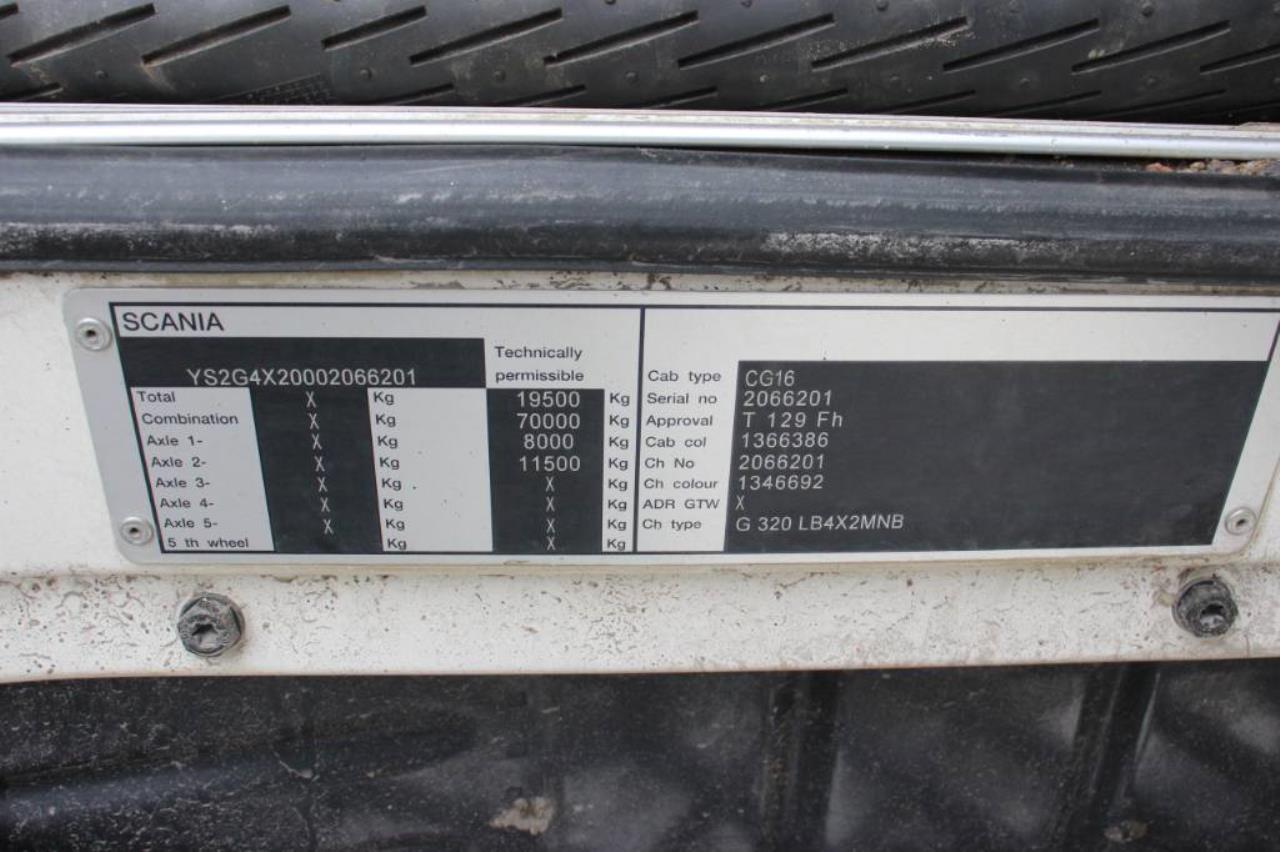 SCANIA
YS2G4X20002066201
Technically
permissible
Total X Kg 19500 Kg
Combination X Kg 70000 Kg
Axle 1- X Kg 8000 Kg
Axle 2- X Kg 11500 Kg
Axle 3- X Kg X Kg
Axle 4- X Kg X Kg
Axle 5- X Kg X Kg
5 th wheel Kg X Kg
Cab type CG16
Serial no 2066201
Approval T 129 Fh
Cab col 1366386
Ch No 2066201
Ch colour 1346692
ADR GTW X
Ch type G 320 LB4X2MNB